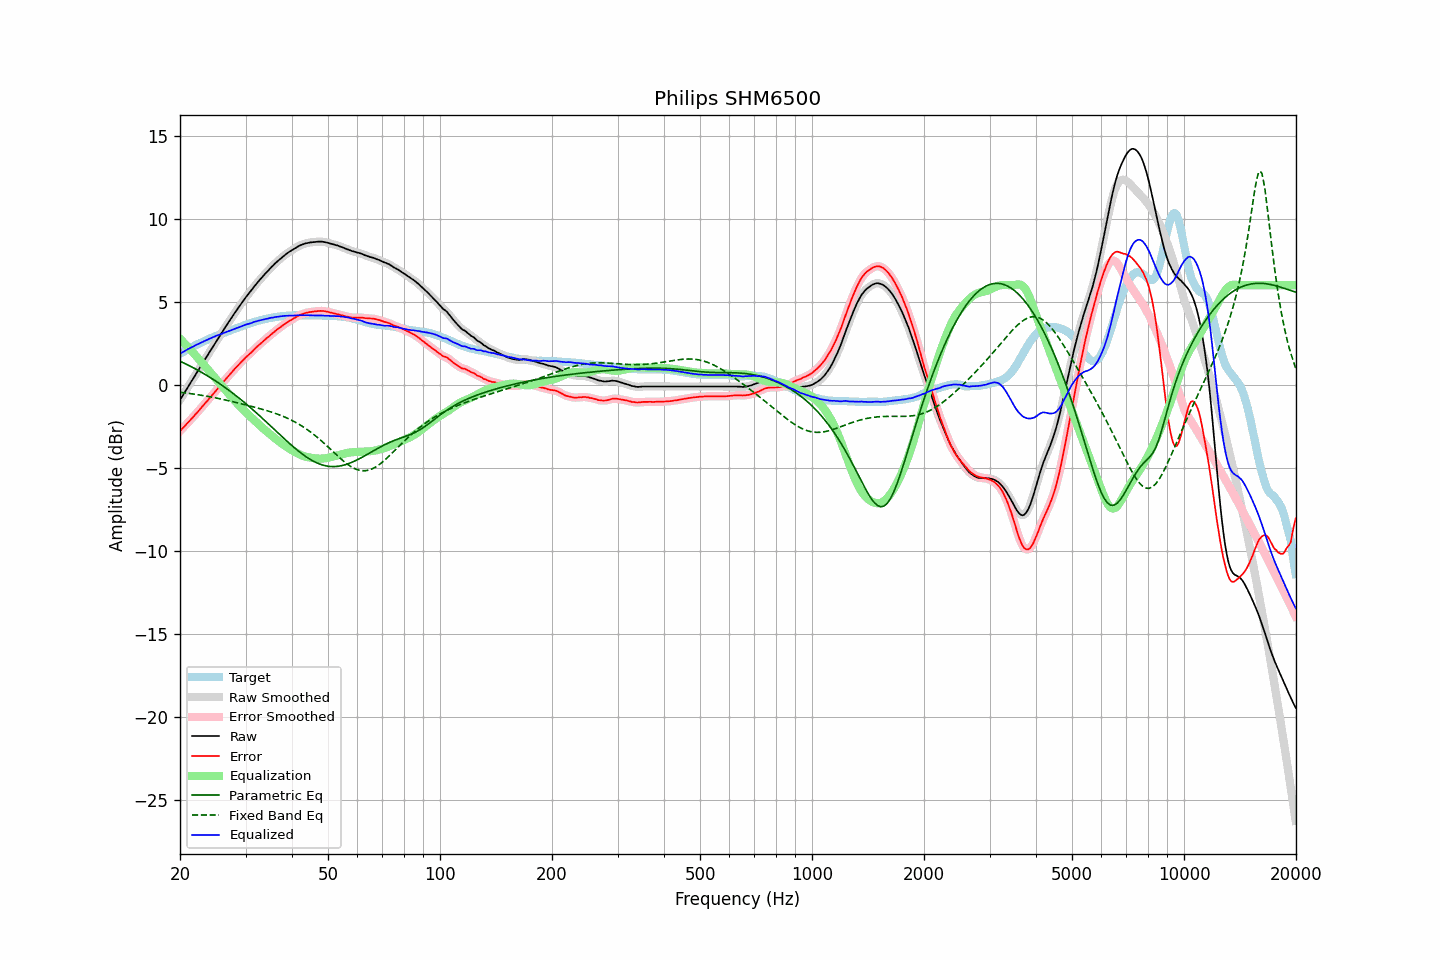 Philips SHM6500
15
10
5
0
−5
−10
−15
−20
−25
Amplitude (dBr)
Target
Raw Smoothed
Error Smoothed
Raw
Error
Equalization
Parametric Eq
Fixed Band Eq
Equalized
20 50 100 200 500 1000 2000 5000 10000 20000
Frequency (Hz)